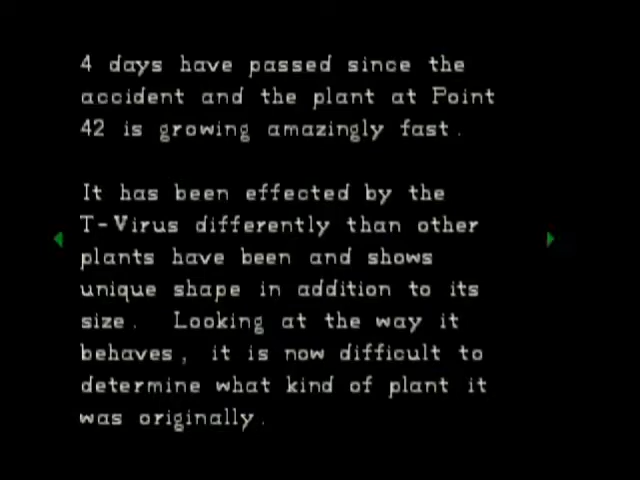 4 days have passed since the
accident and the plant at Point
42 is growing amazingly fast.
It has been effected by the
T-Virus differently than other
plants have been and shows
unique shape in addition to its
size. Looking at the way it
behaves, it is now difficult to
determine what kind of plant it
was originally.